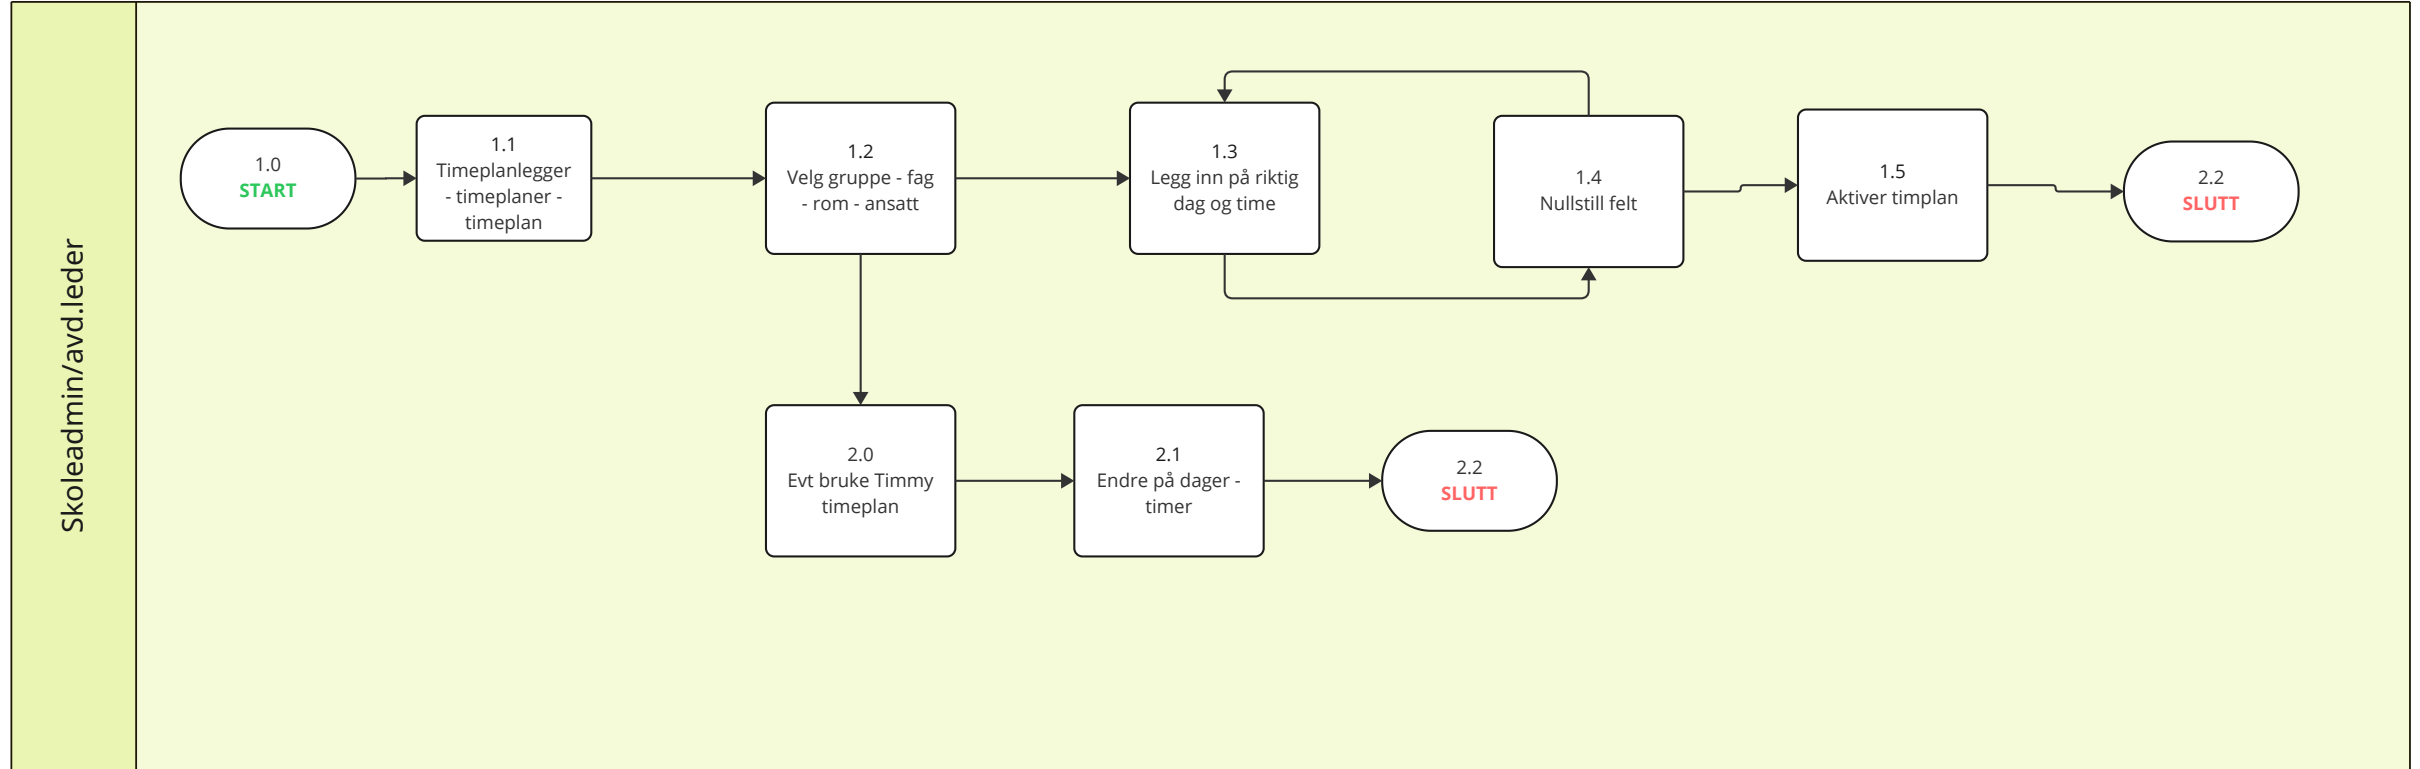 Skoleadmin/avd.leder
1.0
START
1.1
Timeplanlegger
- timeplaner -
timeplan
1.2
Velg gruppe - fag
- rom - ansatt
1.3
Legg inn på riktig
dag og time
1.4
Nullstill felt
1.5
Aktiver timplan
2.2
SLUTT
2.0
Evt bruke Timmy
timeplan
2.1
Endre på dager -
timer
2.2
SLUTT